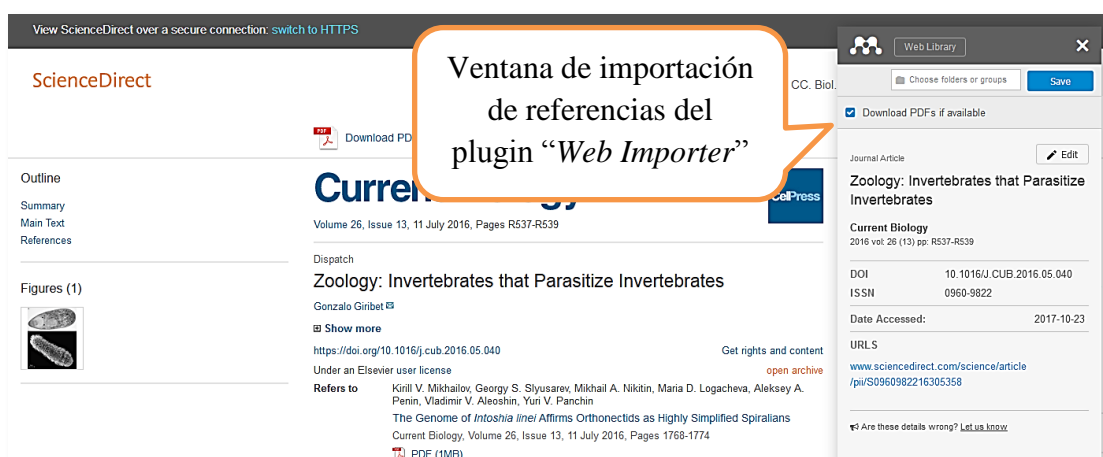 View ScienceDirect over a secure connection: switch to HTTPS
ScienceDirect
CC. Biol.
Download PD
Ventana de importación
de referencias del
plugin “Web Importer”
Outline
Summary
Main Text
References
Figures (1)
Curren
CelPress
Volume 26, Issue 13, 11 July 2016, Pages R537-R539
Dispatch
Zoology: Invertebrates that Parasitize Invertebrates
Gonzalo Giribet
Show more
https://doi.org/10.1016/j.cub.2016.05.040
Get rights and content
Under an Elsevier user license
open archive
Refers to
Kirill V. Mikhailov, Georgy S. Slyusarev, Mikhail A. Nikitin, Maria D. Logacheva, Aleksey A.
Penin, Vladimir V. Aleoshin, Yuri V. Panchin
The Genome of Intoshia linei Affirms Orthonectids as Highly Simplified Spiralians
Current Biology, Volume 26, Issue 13, 11 July 2016, Pages 1768-1774
PDF (1MB)
Web Library
Choose folders or groups
Save
Download PDFs if available
Journal Article
Edit
Zoology: Invertebrates that Parasitize
Invertebrates
Current Biology
2016 vol: 26 (13) pp: R537-R539
DOI 10.1016/J.CUB.2016.05.040
ISSN 0960-9822
Date Accessed: 2017-10-23
URLS
www.sciencedirect.com/science/article
/pii/S0960982216305358
Are these details wrong? Let us know